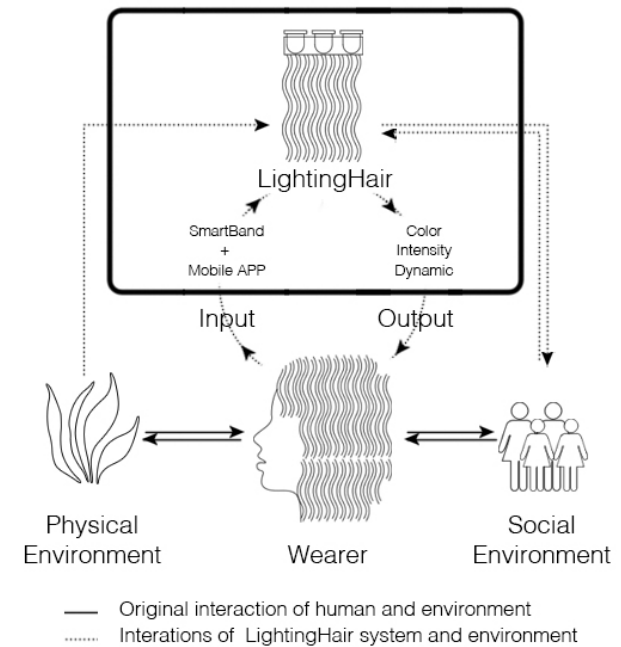 LightingHair
SmartBand
+
Mobile APP
Color
Intensity
Dynamic
Input
Output
Physical
Environment
Wearer
Social
Environment
Original interaction of human and environment
Interations of LightingHair system and environment